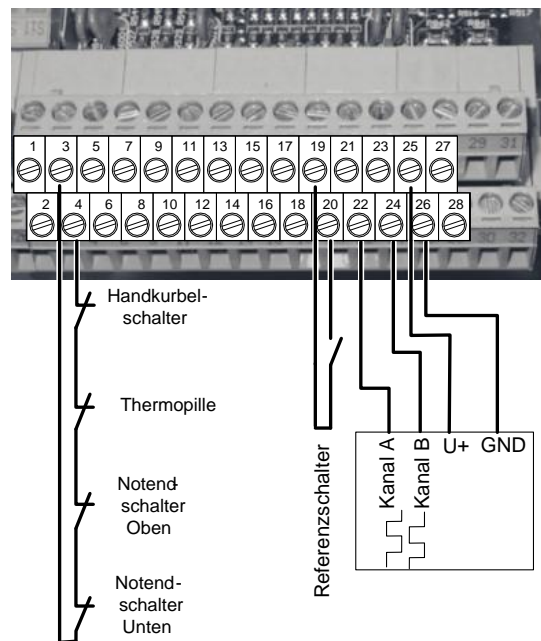 1 3 5 7 9 11 13 15 17 19 21 23 25 27 29 31
2 4 6 8 10 12 14 16 18 20 22 24 26 28 30 32
Handkurbel-
schalter
Thermopille
Notend-
schalter
Oben
Notend-
schalter
Unten
Referenzschalter
Kanal A
Kanal B
U+
GND